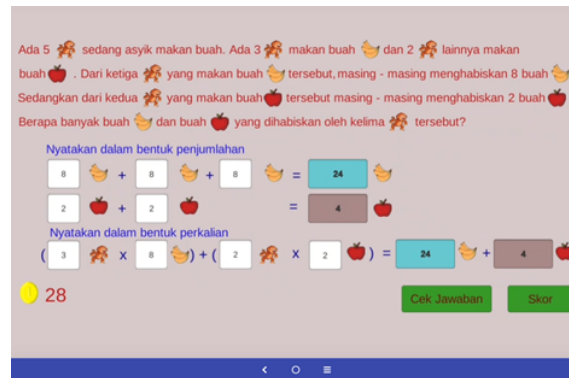 Ada 5 sedang asyik makan buah. Ada 3 makan buah dan 2 lainnya makan
buah . Dari ketiga yang makan buah tersebut, masing - masing menghabiskan 8 buah
Sedangkan dari kedua yang makan buah tersebut masing - masing menghabiskan 2 buah
Berapa banyak buah dan buah yang dihabiskan oleh kelima tersebut?
Nyatakan dalam bentuk penjumlahan
8 + 8 + 8 = 24
2 + 2 = 4
Nyatakan dalam bentuk perkalian
( 3 x 8 ) + ( 2 x 2 ) = 24 + 4
28 Cek Jawaban Skor